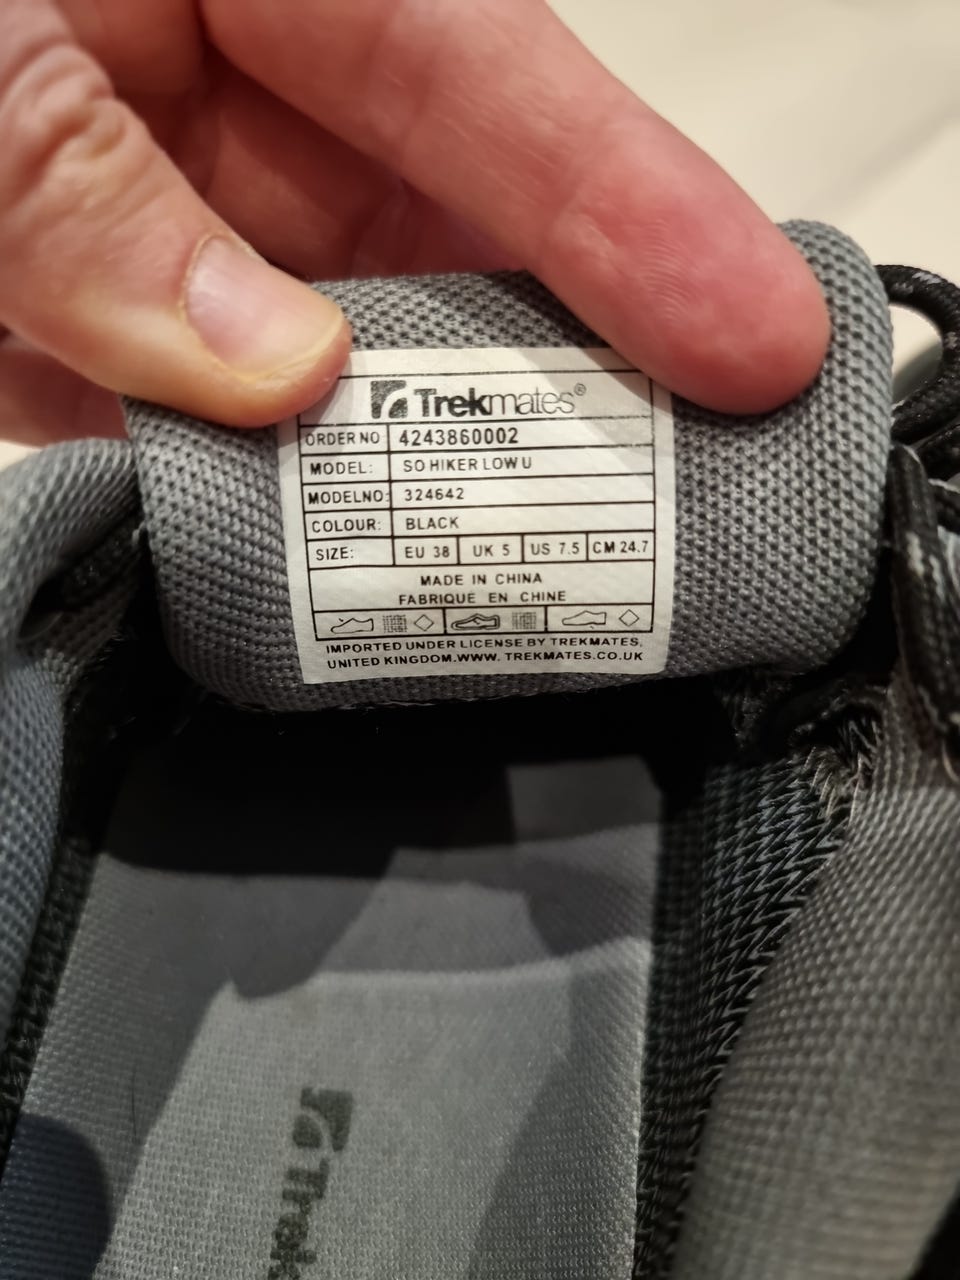 Trekmates®
ORDER NO 4243860002
MODEL: SO HIKER LOW U
MODELNO: 324642
COLOUR: BLACK
SIZE: EU 38 UK 5 US 7.5 CM 24.7
MADE IN CHINA
FABRIQUE EN CHINE
IMPORTED UNDER LICENSE BY TREKMATES,
UNITED KINGDOM.WWW. TREKMATES.CO.UK
Trek